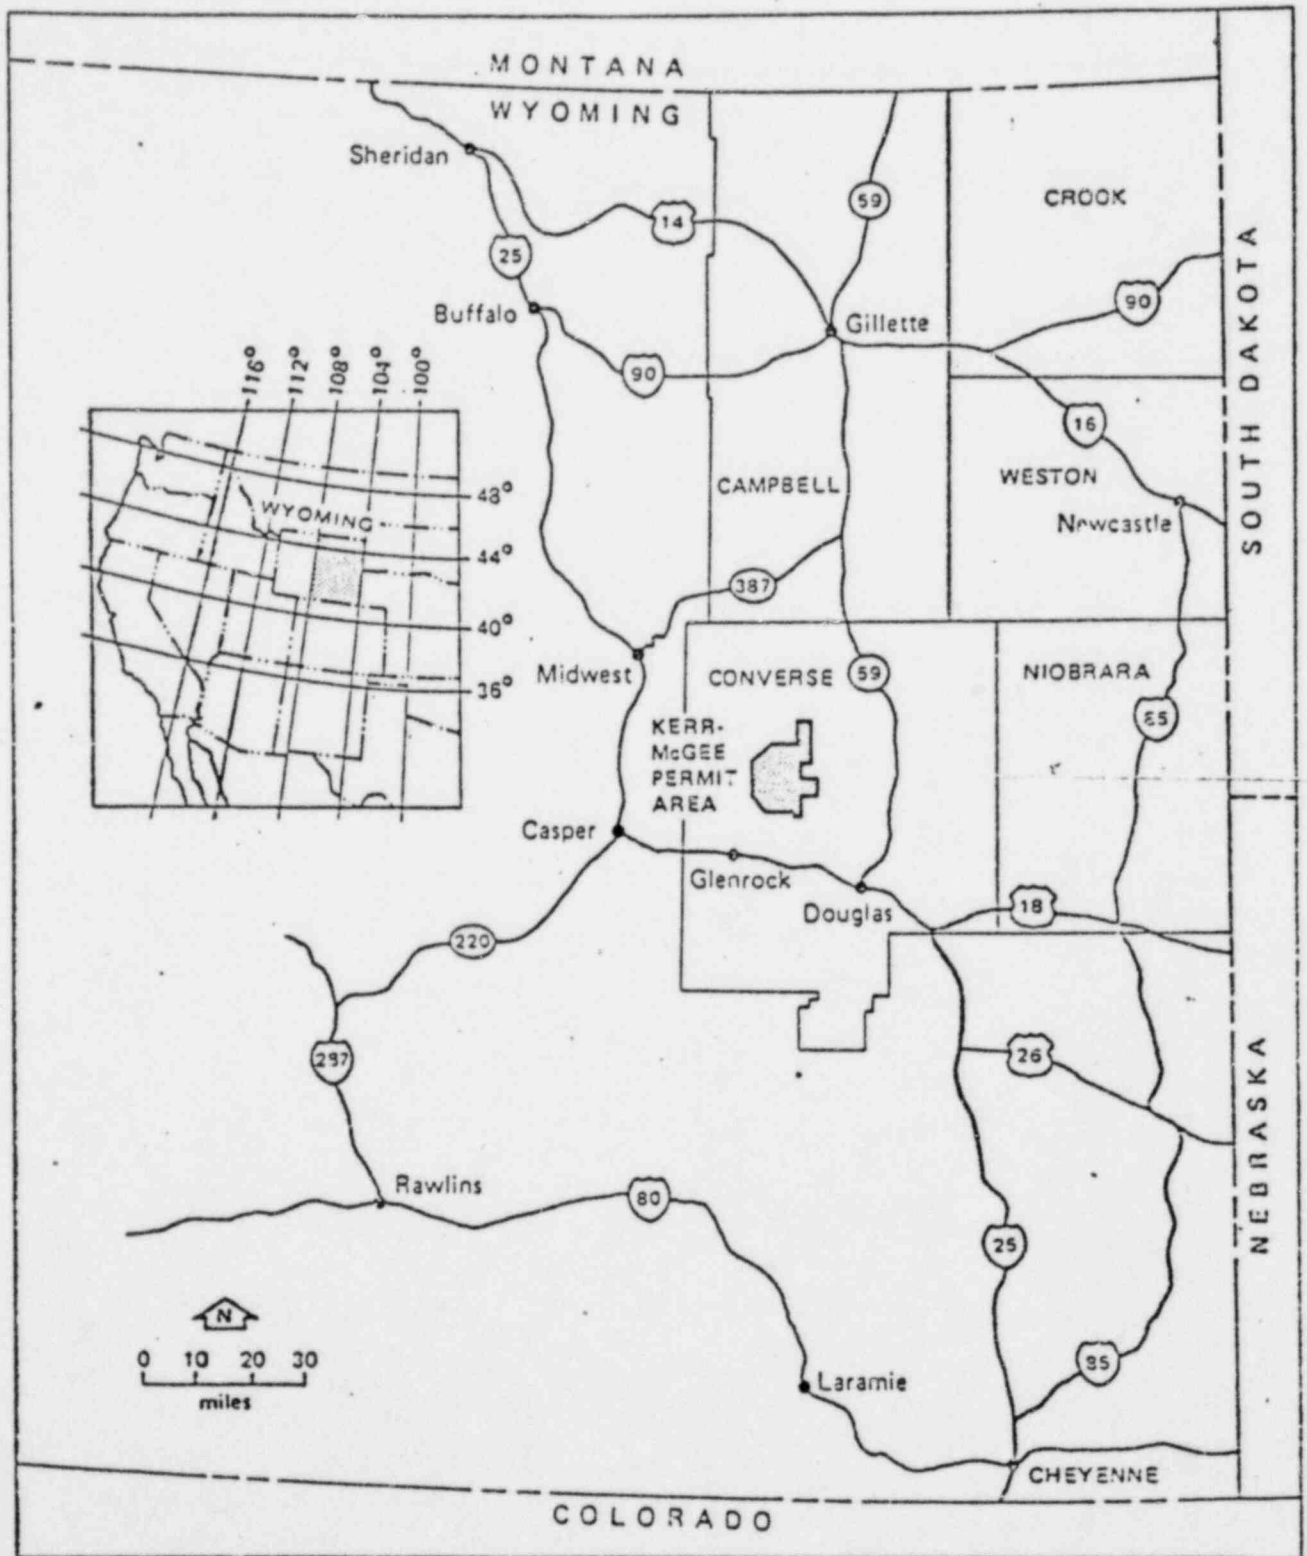 MONTANA
WYOMING
Sheridan
59
CROOK
14
25
SOUTH DAKOTA
90
Buffalo
Gillette
90
116°
112°
108°
104°
100°
16
CAMPBELL
WESTON
48°
WYOMING
Newcastle
44°
387
40°
Midwest
CONVERSE
59
NIOBRARA
36°
KERR-
McGEE
PERMIT
AREA
85
Casper
Glenrock
Douglas
18
220
287
26
NEBRASKA
Rawlins
80
25
N
0 10 20 30
miles
85
Laramie
CHEYENNE
COLORADO